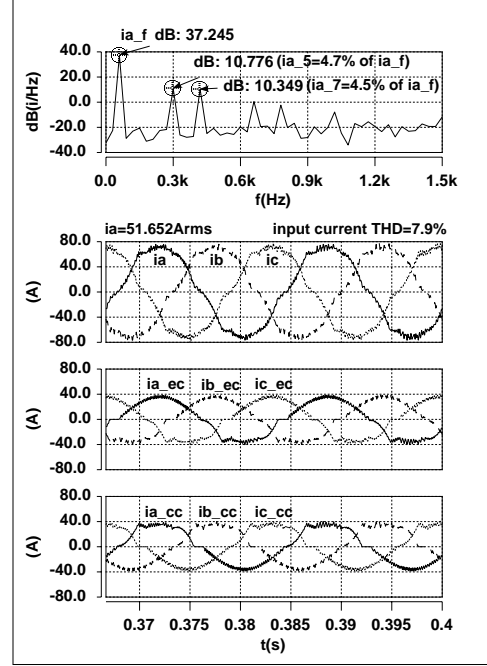 ia_f dB: 37.245
dB: 10.776 (ia_5=4.7% of ia_f)
dB: 10.349 (ia_7=4.5% of ia_f)
dB(i/Hz)
40.0
20.0
0.0
-20.0
-40.0
0.0 0.3k 0.6k 0.9k 1.2k 1.5k
f(Hz)
ia=51.652Arms input current THD=7.9%
(A)
80.0
40.0
0.0
-40.0
-80.0
ia ib ic
(A)
80.0
40.0
0.0
-40.0
-80.0
ia_ec ib_ec ic_ec
(A)
80.0
40.0
0.0
-40.0
-80.0
ia_cc ib_cc ic_cc
0.37 0.375 0.38 0.385 0.39 0.395 0.4
t(s)